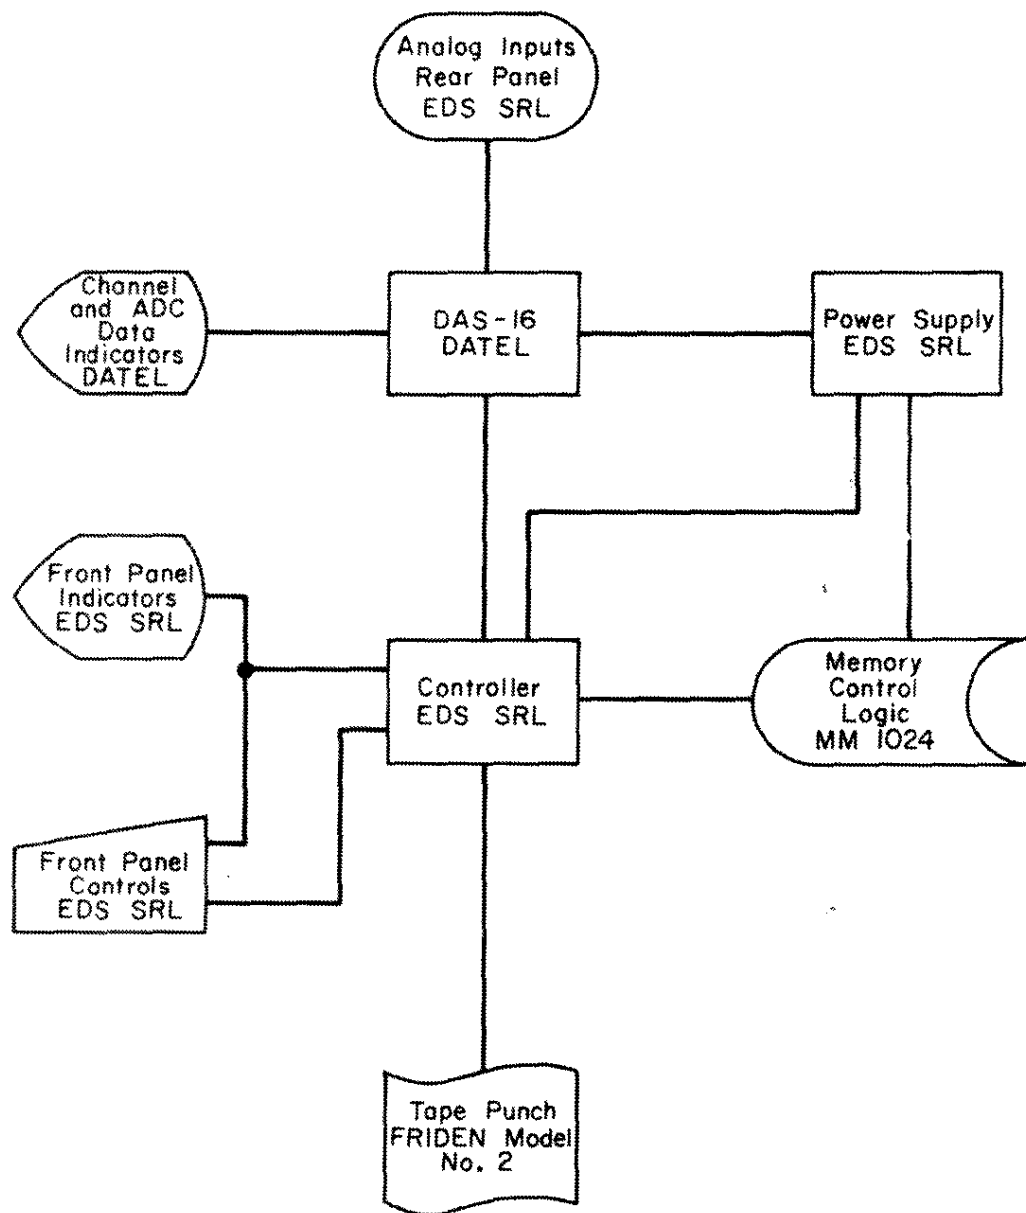 Analog Inputs
Rear Panel
EDS SRL
Channel
and ADC
Data
Indicators
DATEL
DAS-16
DATEL
Power Supply
EDS SRL
Front Panel
Indicators
EDS SRL
Controller
EDS SRL
Memory
Control
Logic
MM 1024
Front Panel
Controls
EDS SRL
Tape Punch
FRIDEN Model
No. 2